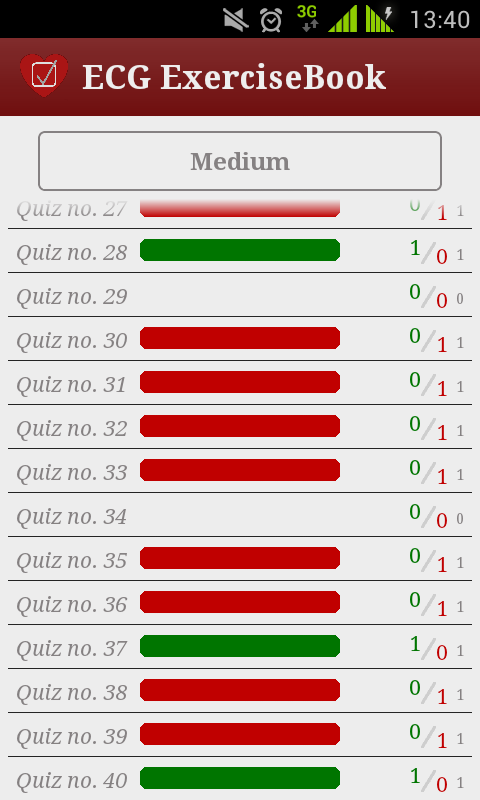 3G 13:40
ECG ExerciseBook
Medium
Quiz no. 27 0/1 1
Quiz no. 28 1/0 1
Quiz no. 29 0/0 0
Quiz no. 30 0/1 1
Quiz no. 31 0/1 1
Quiz no. 32 0/1 1
Quiz no. 33 0/1 1
Quiz no. 34 0/0 0
Quiz no. 35 0/1 1
Quiz no. 36 0/1 1
Quiz no. 37 1/0 1
Quiz no. 38 0/1 1
Quiz no. 39 0/1 1
Quiz no. 40 1/0 1